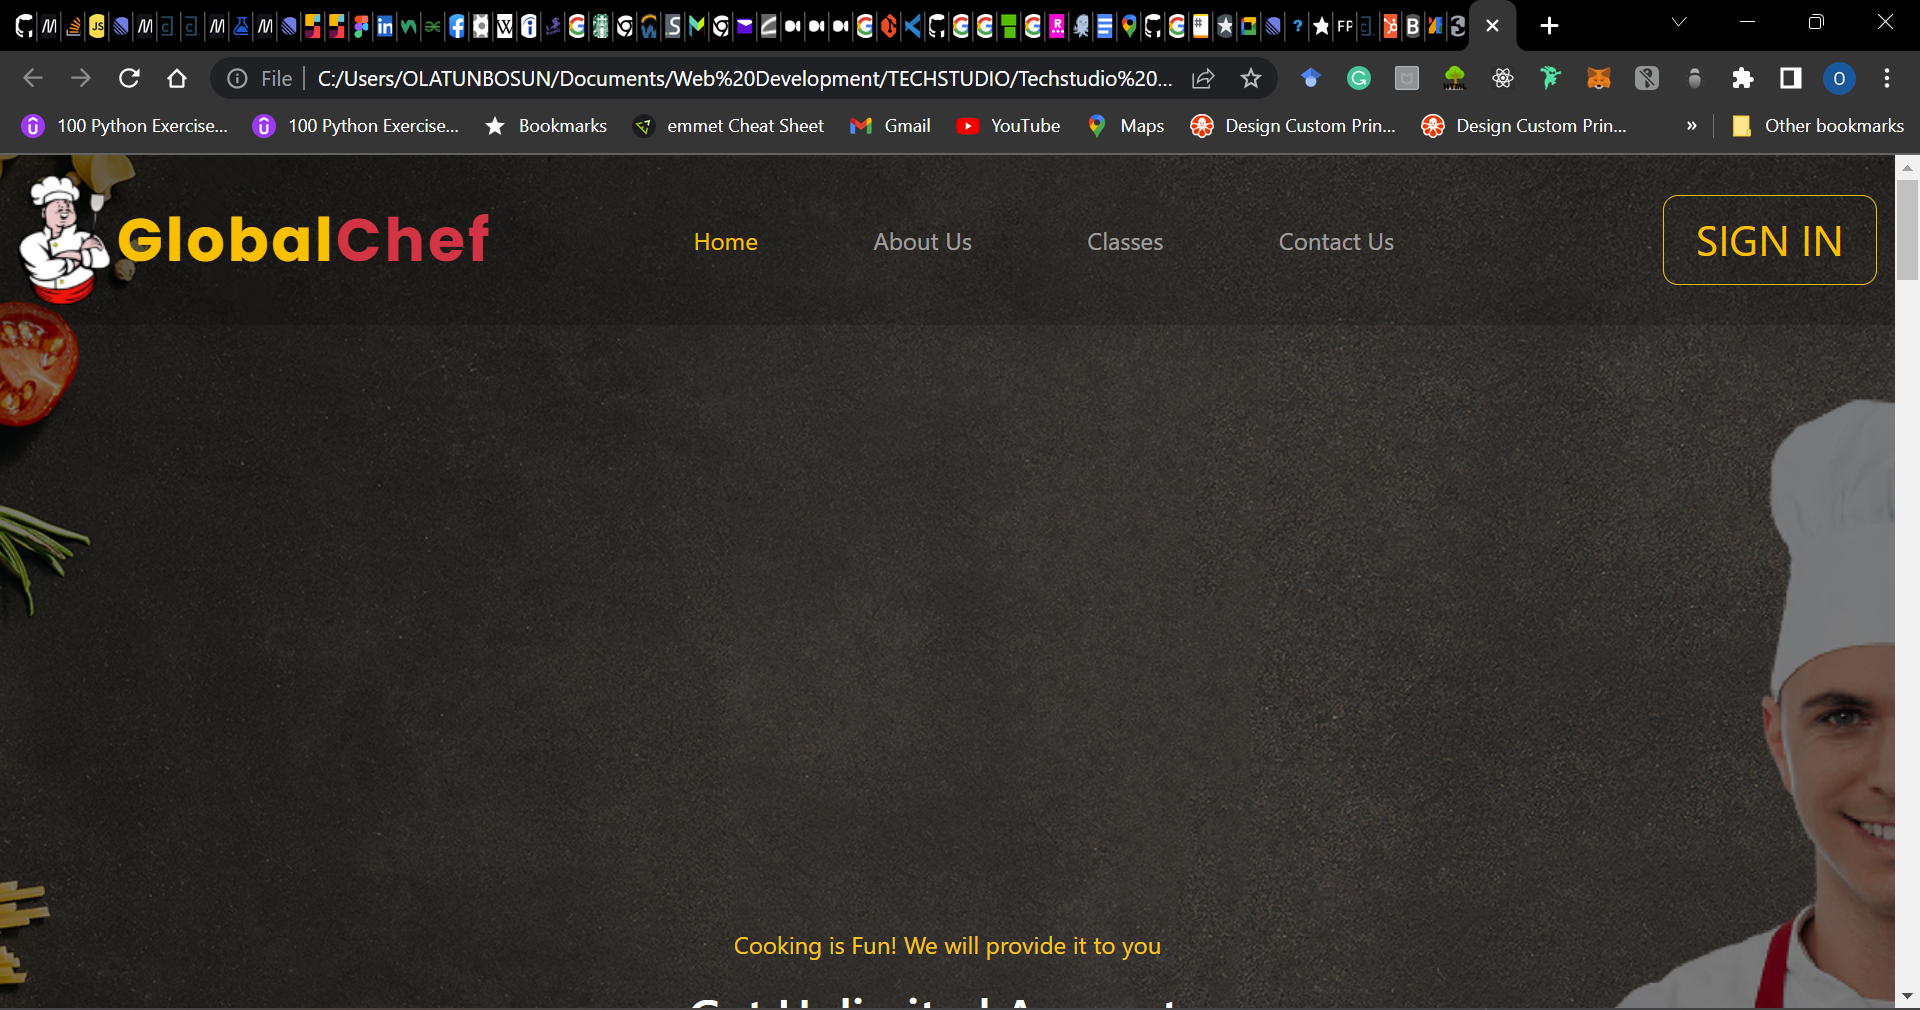 File
C:/Users/OLATUNBOSUN/Documents/Web%20Development/TECHSTUDIO/Techstudio%20...
100 Python Exercise...
100 Python Exercise...
Bookmarks
emmet Cheat Sheet
Gmail
YouTube
Maps
Design Custom Prin...
Design Custom Prin...
»
Other bookmarks
GlobalChef
Home
About Us
Classes
Contact Us
SIGN IN
Cooking is Fun! We will provide it to you